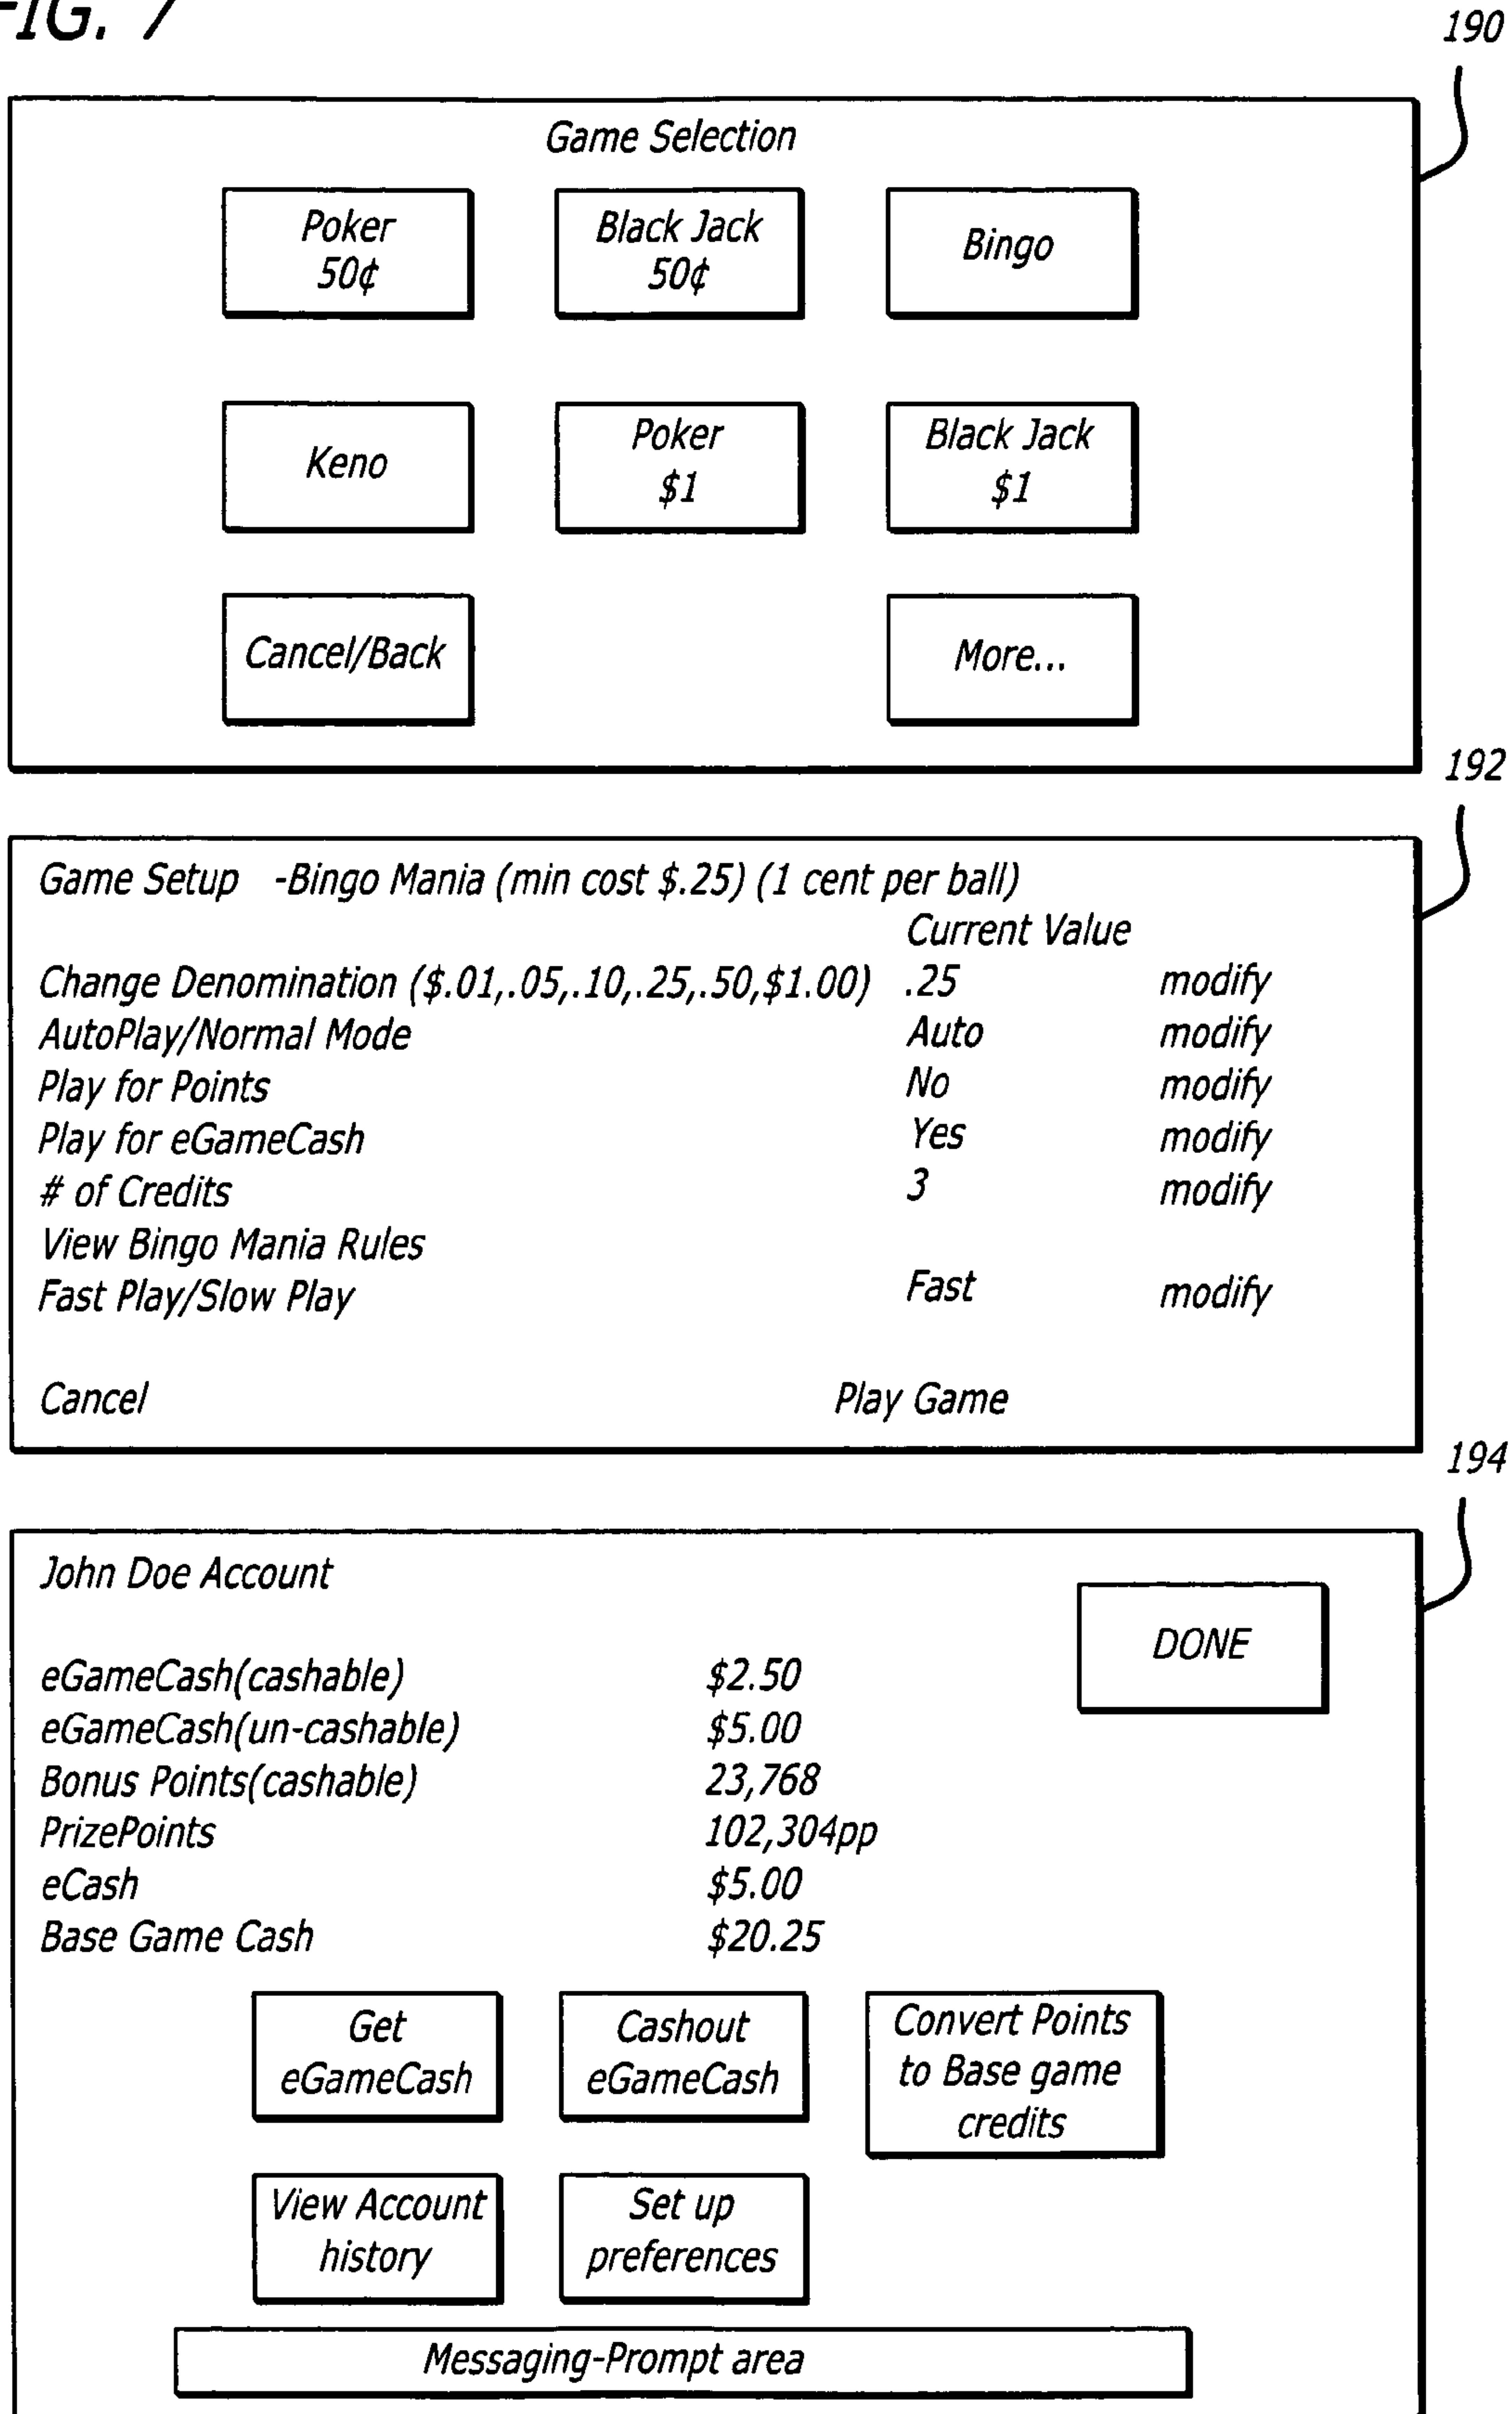 FIG. 7
190
Game Selection
Poker
50¢
Black Jack
50¢
Bingo
Keno
Poker
$1
Black Jack
$1
Cancel/Back
More...
192
Game Setup -Bingo Mania (min cost $.25) (1 cent per ball)
Current Value
Change Denomination ($.01,.05,.10,.25,.50,$1.00) .25 modify
AutoPlay/Normal Mode Auto modify
Play for Points No modify
Play for eGameCash Yes modify
# of Credits 3 modify
View Bingo Mania Rules
Fast Play/Slow Play Fast modify
Cancel Play Game
194
John Doe Account
DONE
eGameCash(cashable) $2.50
eGameCash(un-cashable) $5.00
Bonus Points(cashable) 23,768
PrizePoints 102,304pp
eCash $5.00
Base Game Cash $20.25
Get
eGameCash
Cashout
eGameCash
Convert Points
to Base game
credits
View Account
history
Set up
preferences
Messaging-Prompt area